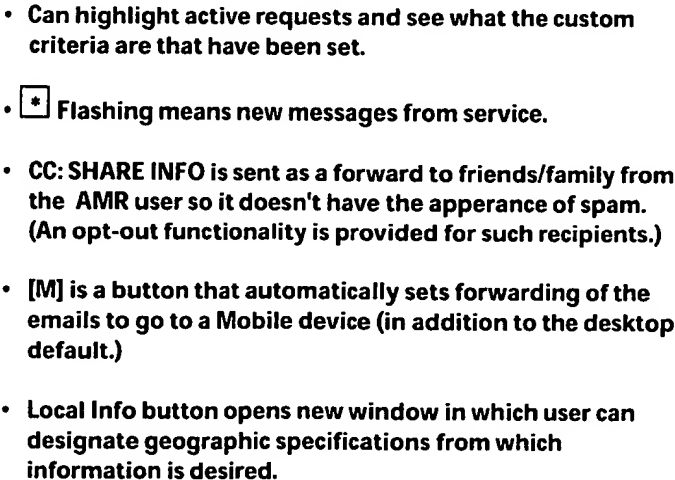 • Can highlight active requests and see what the custom
criteria are that have been set.
• [*] Flashing means new messages from service.
• CC: SHARE INFO is sent as a forward to friends/family from
the AMR user so it doesn't have the apperance of spam.
(An opt-out functionality is provided for such recipients.)
• [M] is a button that automatically sets forwarding of the
emails to go to a Mobile device (in addition to the desktop
default.)
• Local Info button opens new window in which user can
designate geographic specifications from which
information is desired.